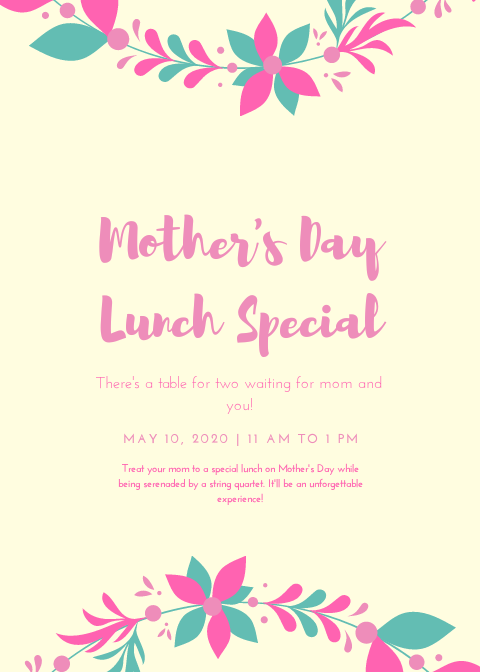 Mother's Day
Lunch Special
There's a table for two waiting for mom and
you!
MAY 10, 2020 | 11 AM TO 1 PM
Treat your mom to a special lunch on Mother's Day while
being serenaded by a string quartet. It'll be an unforgettable
experience!